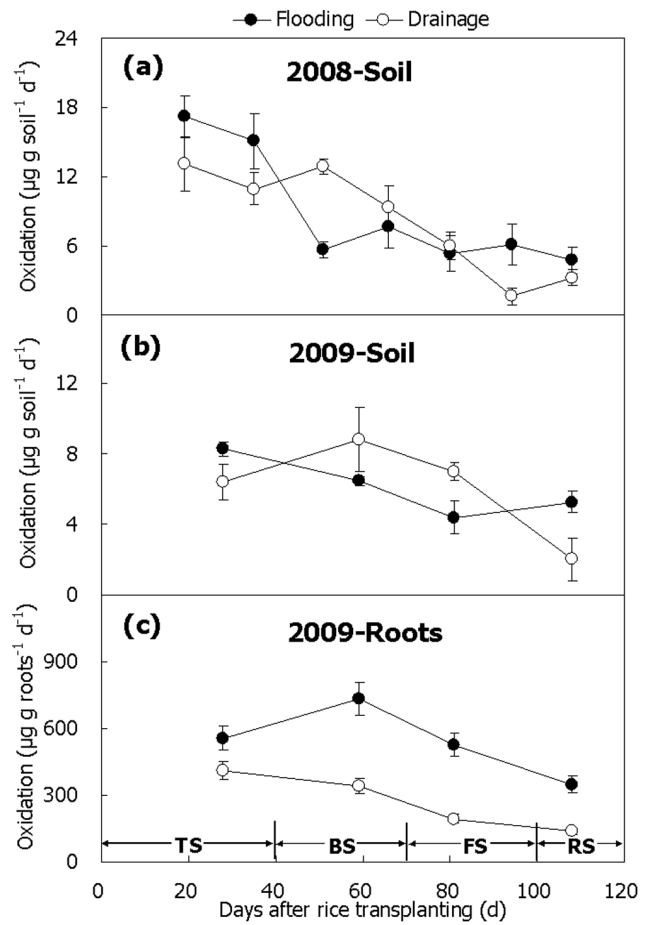 Flooding Drainage
(a)
2008-Soil
Oxidation (µg g soil⁻¹ d⁻¹)
24
18
12
6
0
(b)
2009-Soil
Oxidation (µg g soil⁻¹ d⁻¹)
12
8
4
0
(c)
2009-Roots
Oxidation (µg g roots⁻¹ d⁻¹)
900
600
300
0
TS BS FS RS
0 20 40 60 80 100 120
Days after rice transplanting (d)